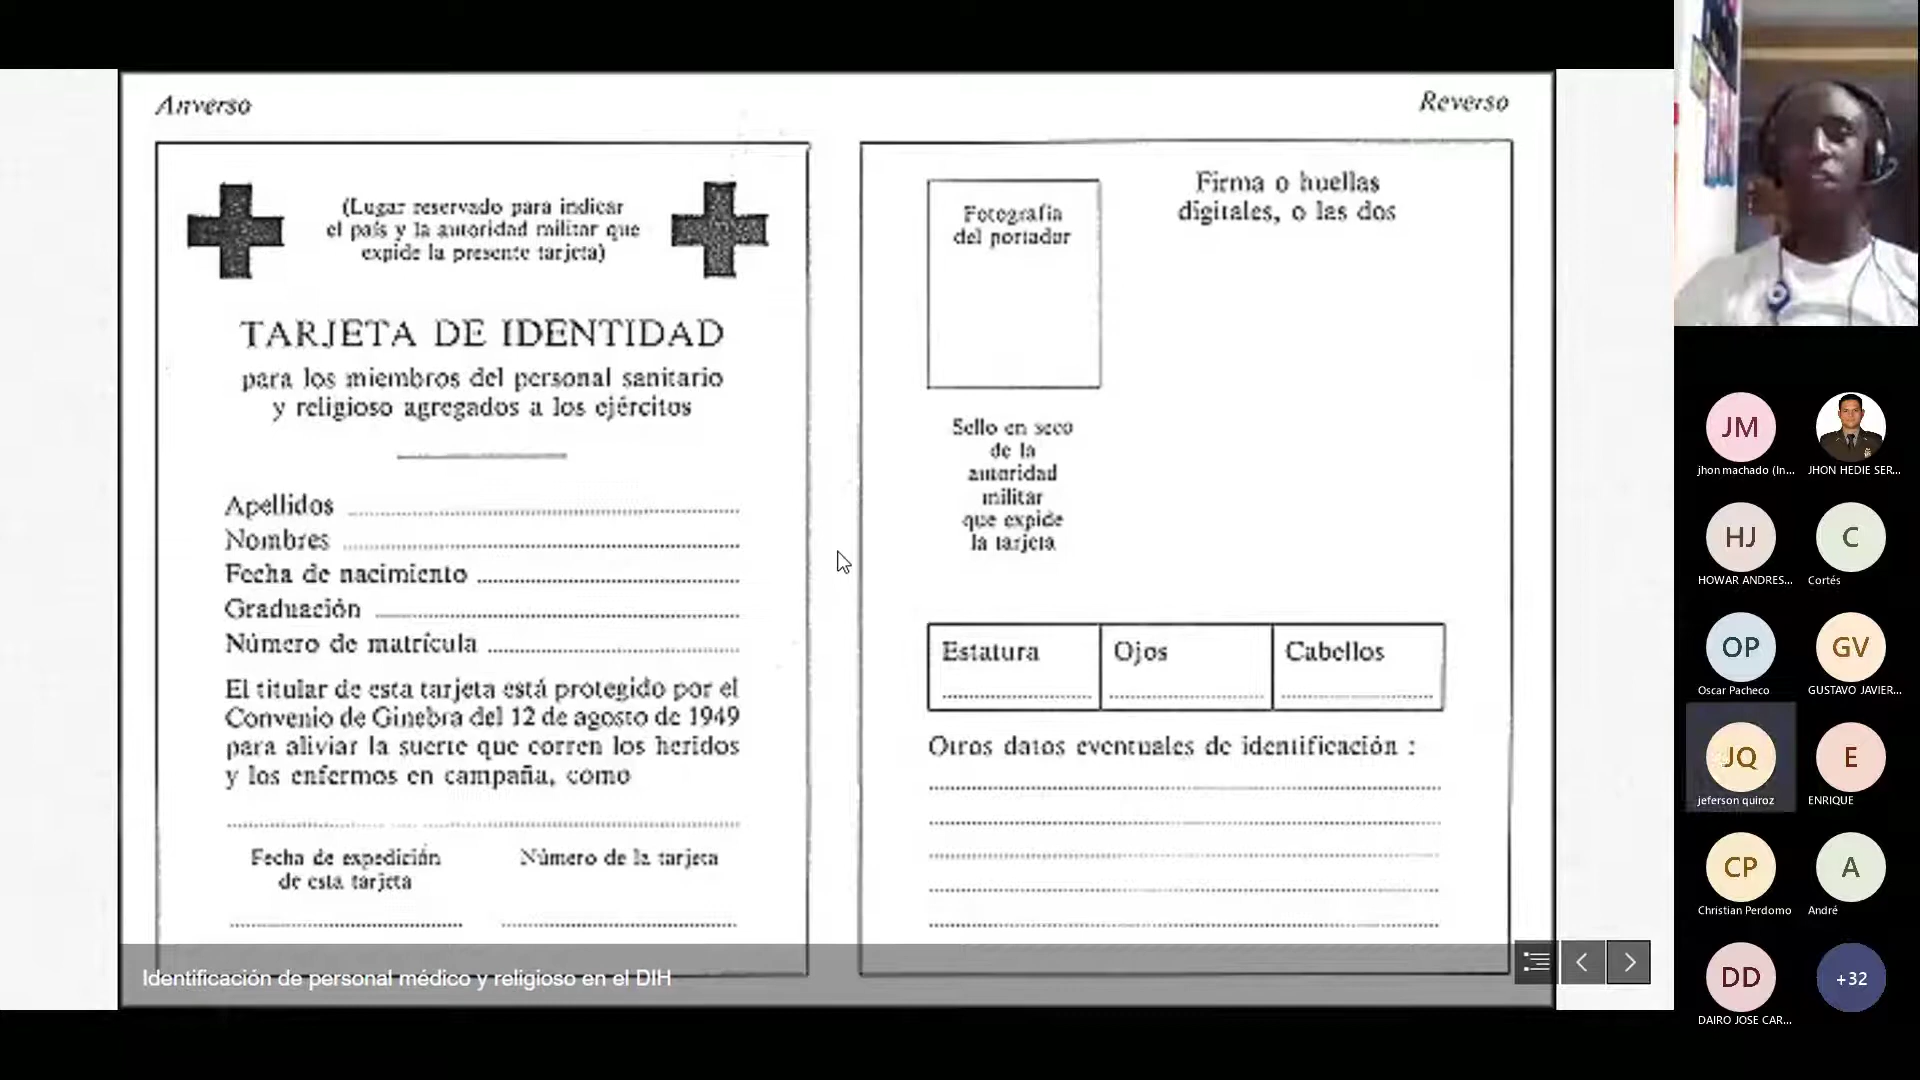 Anverso
Reverso
(Lugar reservado para indicar
el país y la autoridad militar que
expide la presente tarjeta)
TARJETA DE IDENTIDAD
para los miembros del personal sanitario
y religioso agregados a los ejércitos
Apellidos
Nombres
Fecha de nacimiento
Graduación
Número de matrícula
El titular de esta tarjeta está protegido por el
Convenio de Ginebra del 12 de agosto de 1949
para aliviar la suerte que corren los heridos
y los enfermos en campaña, como
Fecha de expedición
de esta tarjeta
Número de la tarjeta
Fotografía
del portador
Firma o huellas
digitales, o las dos
Sello en seco
de la
autoridad
militar
que expide
la tarjeta
Estatura
Ojos
Cabellos
Otros datos eventuales de identificación :
Identificación de personal médico y religioso en el DIH
JM
jhon machado (In...
JHON HEDIE SER...
HJ
HOWAR ANDRES...
C
Cortés
OP
Oscar Pacheco
GV
GUSTAVO JAVIER...
JQ
jeferson quiroz
E
ENRIQUE
CP
Christian Perdomo
A
André
DD
DAIRO JOSE CAR...
+32